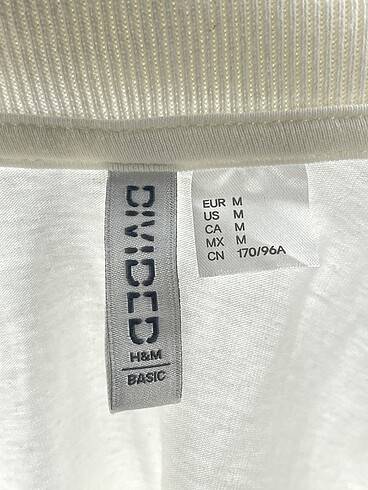 DIVIDED
H&M
BASIC
EUR M
US M
CA M
MX M
CN 170/96A